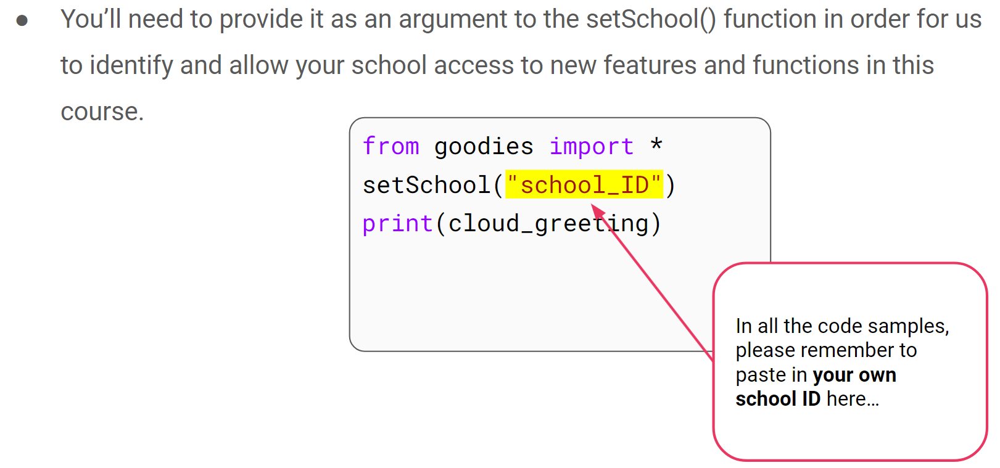 ● You’ll need to provide it as an argument to the setSchool() function in order for us
to identify and allow your school access to new features and functions in this
course.
from goodies import *
setSchool("school_ID")
print(cloud_greeting)
In all the code samples,
please remember to
paste in your own
school ID here…